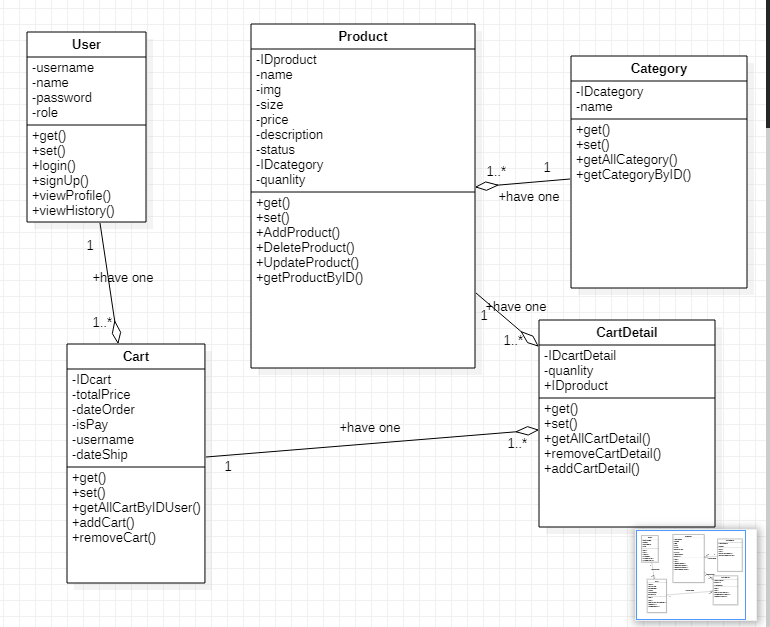 User
-username
-name
-password
-role
+get()
+set()
+login()
+signUp()
+viewProfile()
+viewHistory()
Product
-IDproduct
-name
-img
-size
-price
-description
-status
-IDcategory
-quanlity
+get()
+set()
+AddProduct()
+DeleteProduct()
+UpdateProduct()
+getProductByID()
Category
-IDcategory
-name
+get()
+set()
+getAllCategory()
+getCategoryByID()
1..*
1
+have one
1
+have one
1..*
+have one
1
1..*
Cart
-IDcart
-totalPrice
-dateOrder
-isPay
-username
-dateShip
+get()
+set()
+getAllCartByIDUser()
+addCart()
+removeCart()
+have one
1
1..*
CartDetail
-IDcartDetail
-quanlity
+IDproduct
+get()
+set()
+getAllCartDetail()
+removeCartDetail()
+addCartDetail()